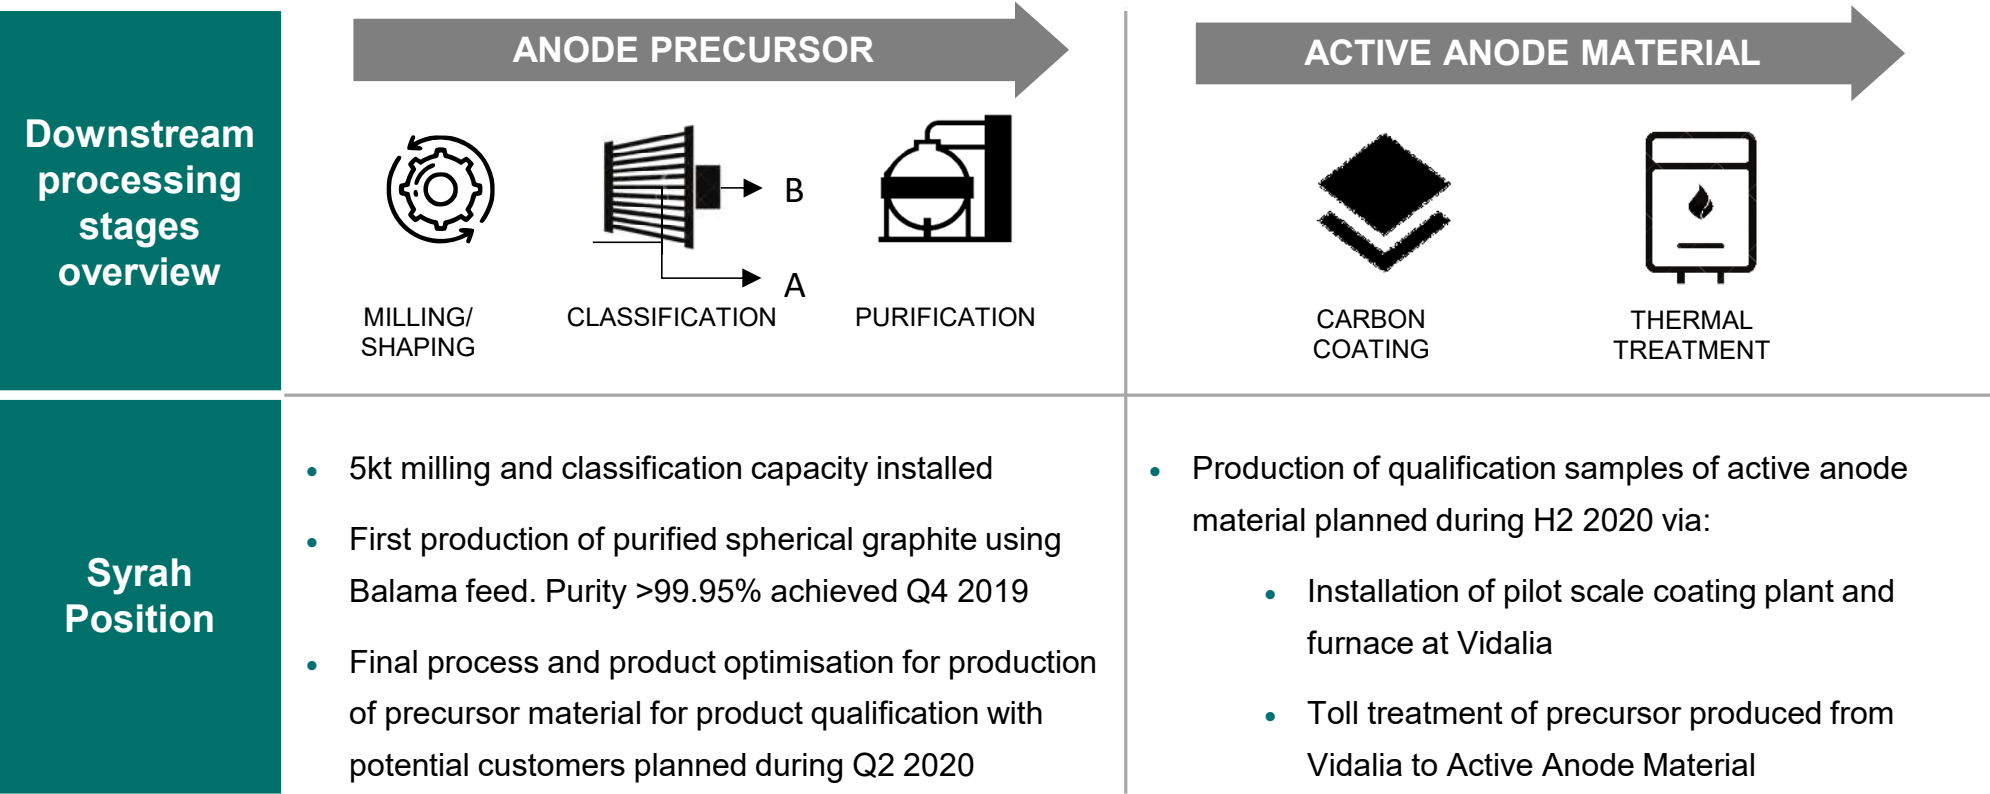 Downstream
processing
stages
overview
ANODE PRECURSOR
B
A
MILLING/
SHAPING
CLASSIFICATION
PURIFICATION
ACTIVE ANODE MATERIAL
CARBON
COATING
THERMAL
TREATMENT
Syrah
Position
• 5kt milling and classification capacity installed
• First production of purified spherical graphite using
Balama feed. Purity >99.95% achieved Q4 2019
• Final process and product optimisation for production
of precursor material for product qualification with
potential customers planned during Q2 2020
• Production of qualification samples of active anode
material planned during H2 2020 via:
• Installation of pilot scale coating plant and
furnace at Vidalia
• Toll treatment of precursor produced from
Vidalia to Active Anode Material